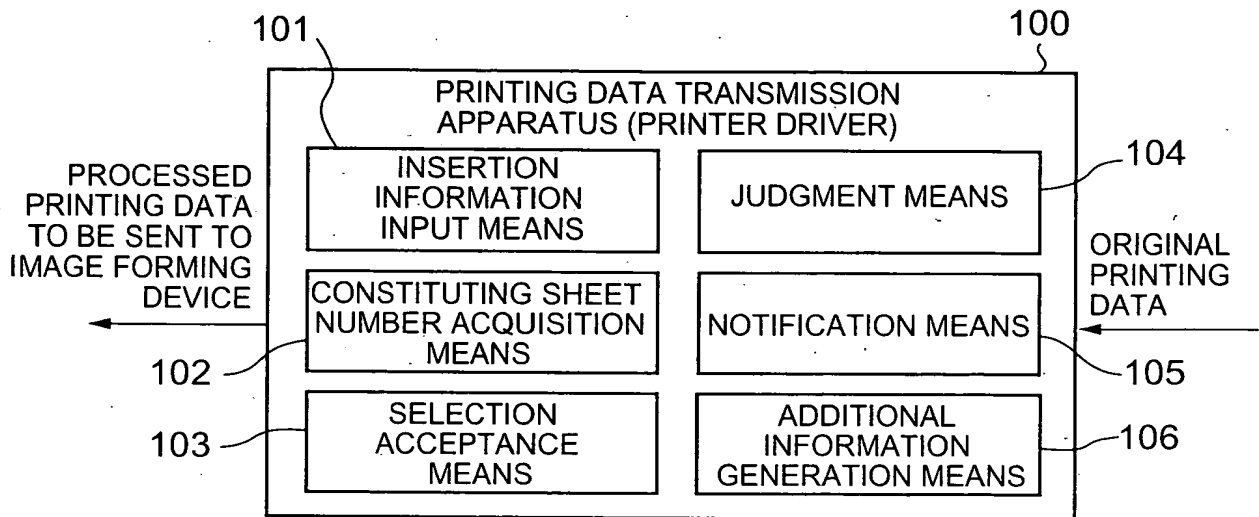 101
100
PRINTING DATA TRANSMISSION
APPARATUS (PRINTER DRIVER)
PROCESSED
PRINTING DATA
TO BE SENT TO
IMAGE FORMING
DEVICE
INSERTION
INFORMATION
INPUT MEANS
JUDGMENT MEANS
104
ORIGINAL
PRINTING
DATA
CONSTITUTING SHEET
NUMBER ACQUISITION
MEANS
102
NOTIFICATION MEANS
105
SELECTION
ACCEPTANCE
MEANS
103
ADDITIONAL
INFORMATION
GENERATION MEANS
106